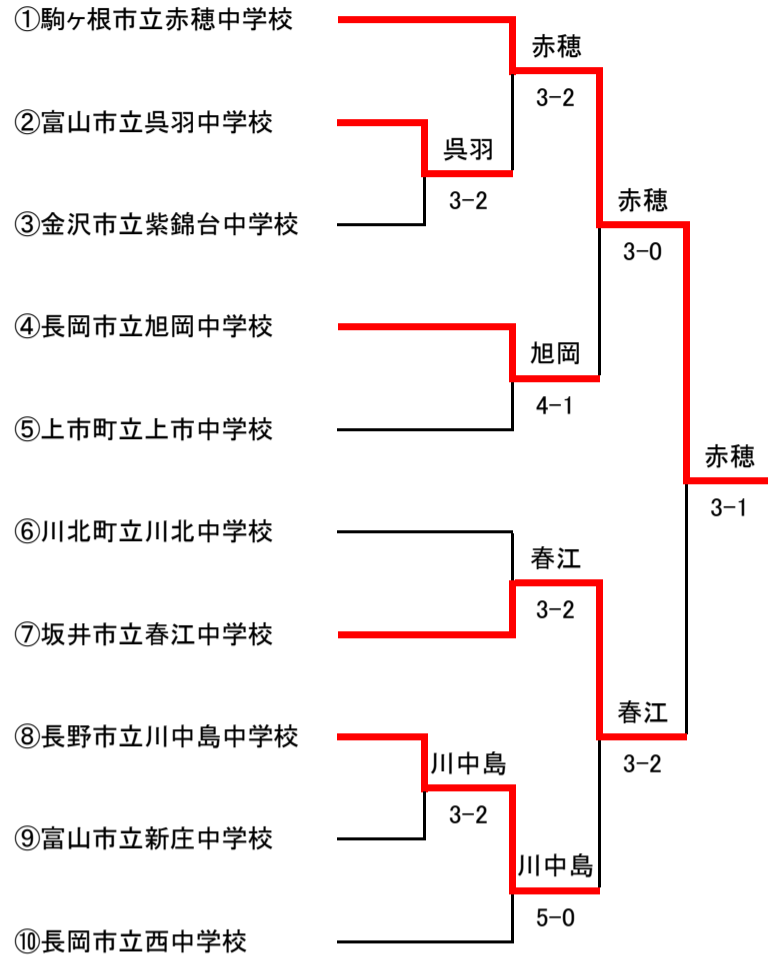 ①駒ヶ根市立赤穂中学校
赤穂
3-2
②富山市立呉羽中学校
呉羽
3-2
赤穂
3-0
③金沢市立紫錦台中学校
④長岡市立旭岡中学校
旭岡
4-1
⑤上市町立上市中学校
赤穂
3-1
⑥川北町立川北中学校
春江
3-2
⑦坂井市立春江中学校
春江
3-2
⑧長野市立川中島中学校
川中島
3-2
⑨富山市立新庄中学校
川中島
5-0
⑩長岡市立西中学校